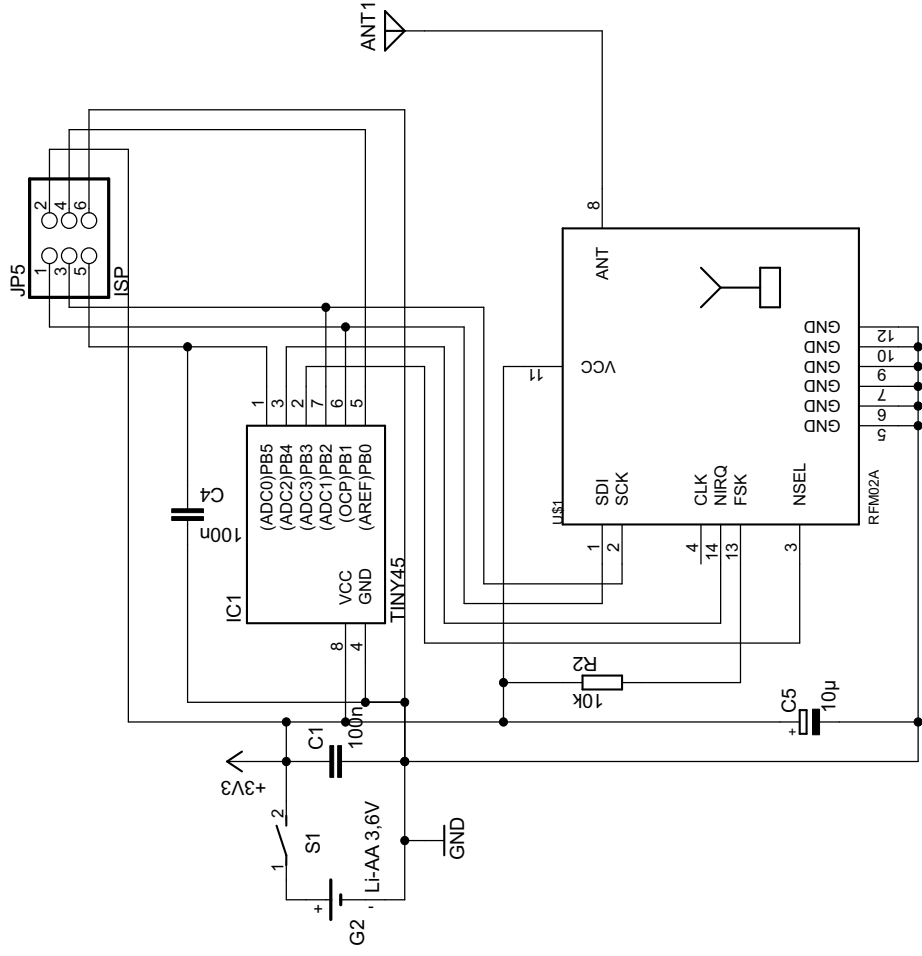 ANT1
JP5
ISP
1
2
3
4
5
6
C4
100n
IC1
TINY45
VCC
GND
8
4
(ADC0)PB5
(ADC2)PB4
(ADC3)PB3
(ADC1)PB2
(OCP)PB1
(AREF)PB0
1
3
2
7
6
5
+3V3
S1
1
2
C1
100n
G2
+
-
Li-AA 3,6V
GND
R2
10k
C5
+
10µ
U$1
RFM02A
8
ANT
11
VCC
SDI
SCK
CLK
NIRQ
FSK
NSEL
1
2
4
14
13
3
GND
GND
GND
GND
GND
GND
12
10
9
7
6
5